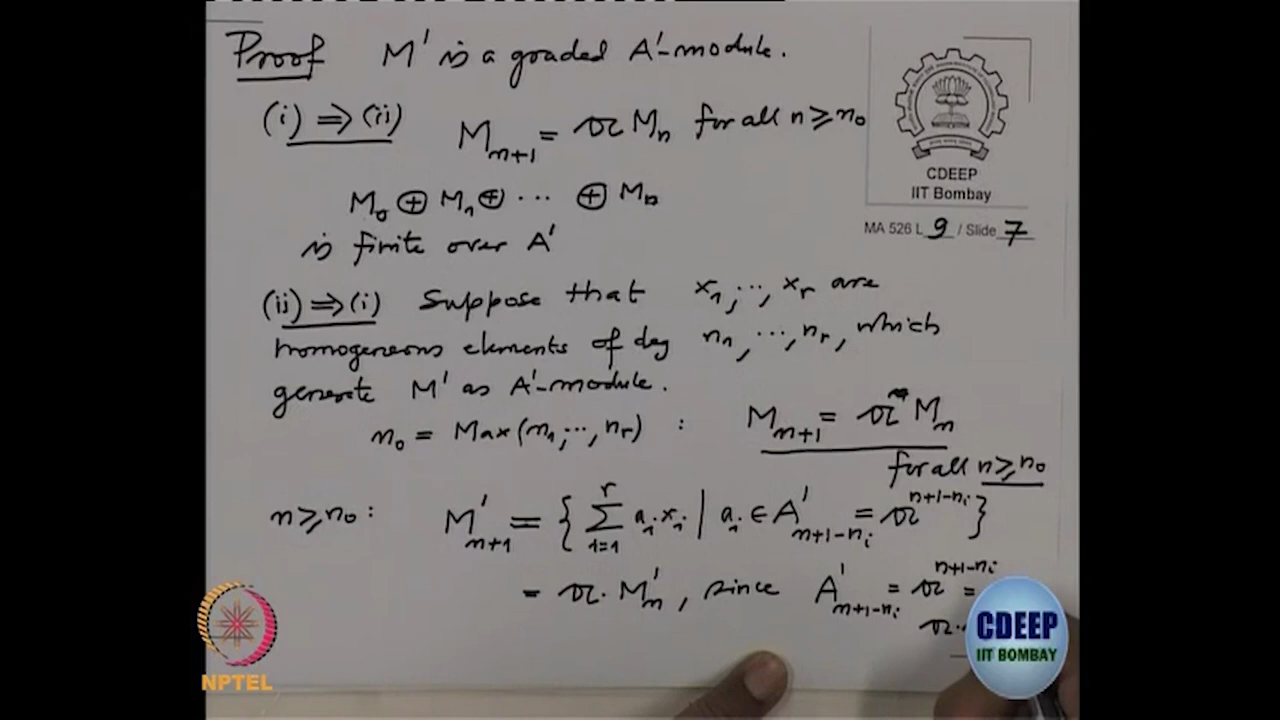 Proof M' is a graded A'-module.
(i) ⇒ (ii) M_{n+1} = 𝔞 M_n for all n ≥ n_0
M_0 ⊕ M_1 ⊕ ··· ⊕ M_{n_0}
is finite over A'
(ii) ⇒ (i) Suppose that x_1, ..., x_r are
homogeneous elements of deg n_1, ..., n_r, which
generate M' as A'-module.
n_0 = Max(n_1, ..., n_r) : M_{n+1} = 𝔞 M_n
for all n ≥ n_0
n ≥ n_0 : M'_{n+1} = { Σ_{i=1}^{r} a_i x_i | a_i ∈ A'_{n+1-n_i} = 𝔞^{n+1-n_i} }
= 𝔞· M'_n, since A'_{n+1-n_i} = 𝔞^{n+1-n_i} =
𝔞·
CDEEP
IIT Bombay
MA 526 L 9 / Slide 7
NPTEL
CDEEP
IIT BOMBAY